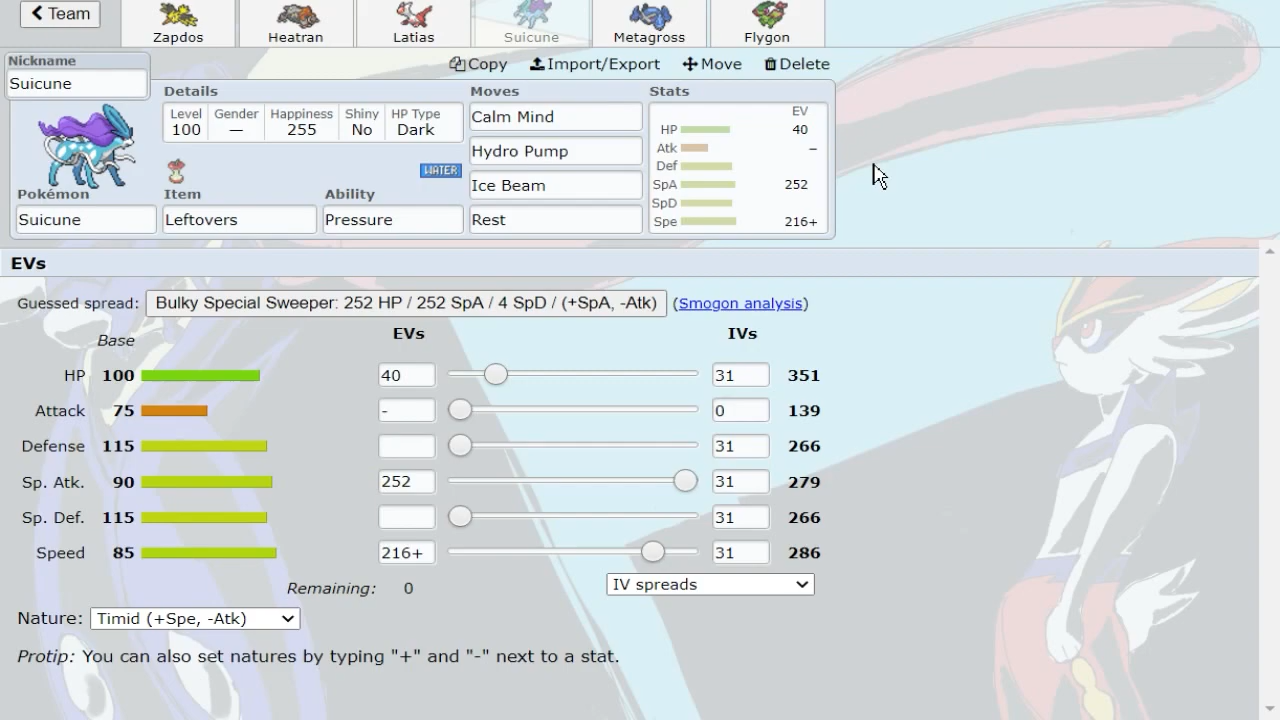 Team
Zapdos Heatran Latias Suicune Metagross Flygon
Copy Import/Export Move Delete
Nickname
Suicune
Details Moves Stats
Level Gender Happiness Shiny HP Type
100 — 255 No Dark
Calm Mind
Hydro Pump
Ice Beam
Rest
EV
HP 40
Atk –
Def
SpA 252
SpD
Spe 216+
WATER
Pokémon Item Ability
Suicune Leftovers Pressure
EVs
Guessed spread: Bulky Special Sweeper: 252 HP / 252 SpA / 4 SpD / (+SpA, -Atk) (Smogon analysis)
Base EVs IVs
HP 100 40 31 351
Attack 75 - 0 139
Defense 115 31 266
Sp. Atk. 90 252 31 279
Sp. Def. 115 31 266
Speed 85 216+ 31 286
Remaining: 0 IV spreads
Nature: Timid (+Spe, -Atk)
Protip: You can also set natures by typing "+" and "-" next to a stat.